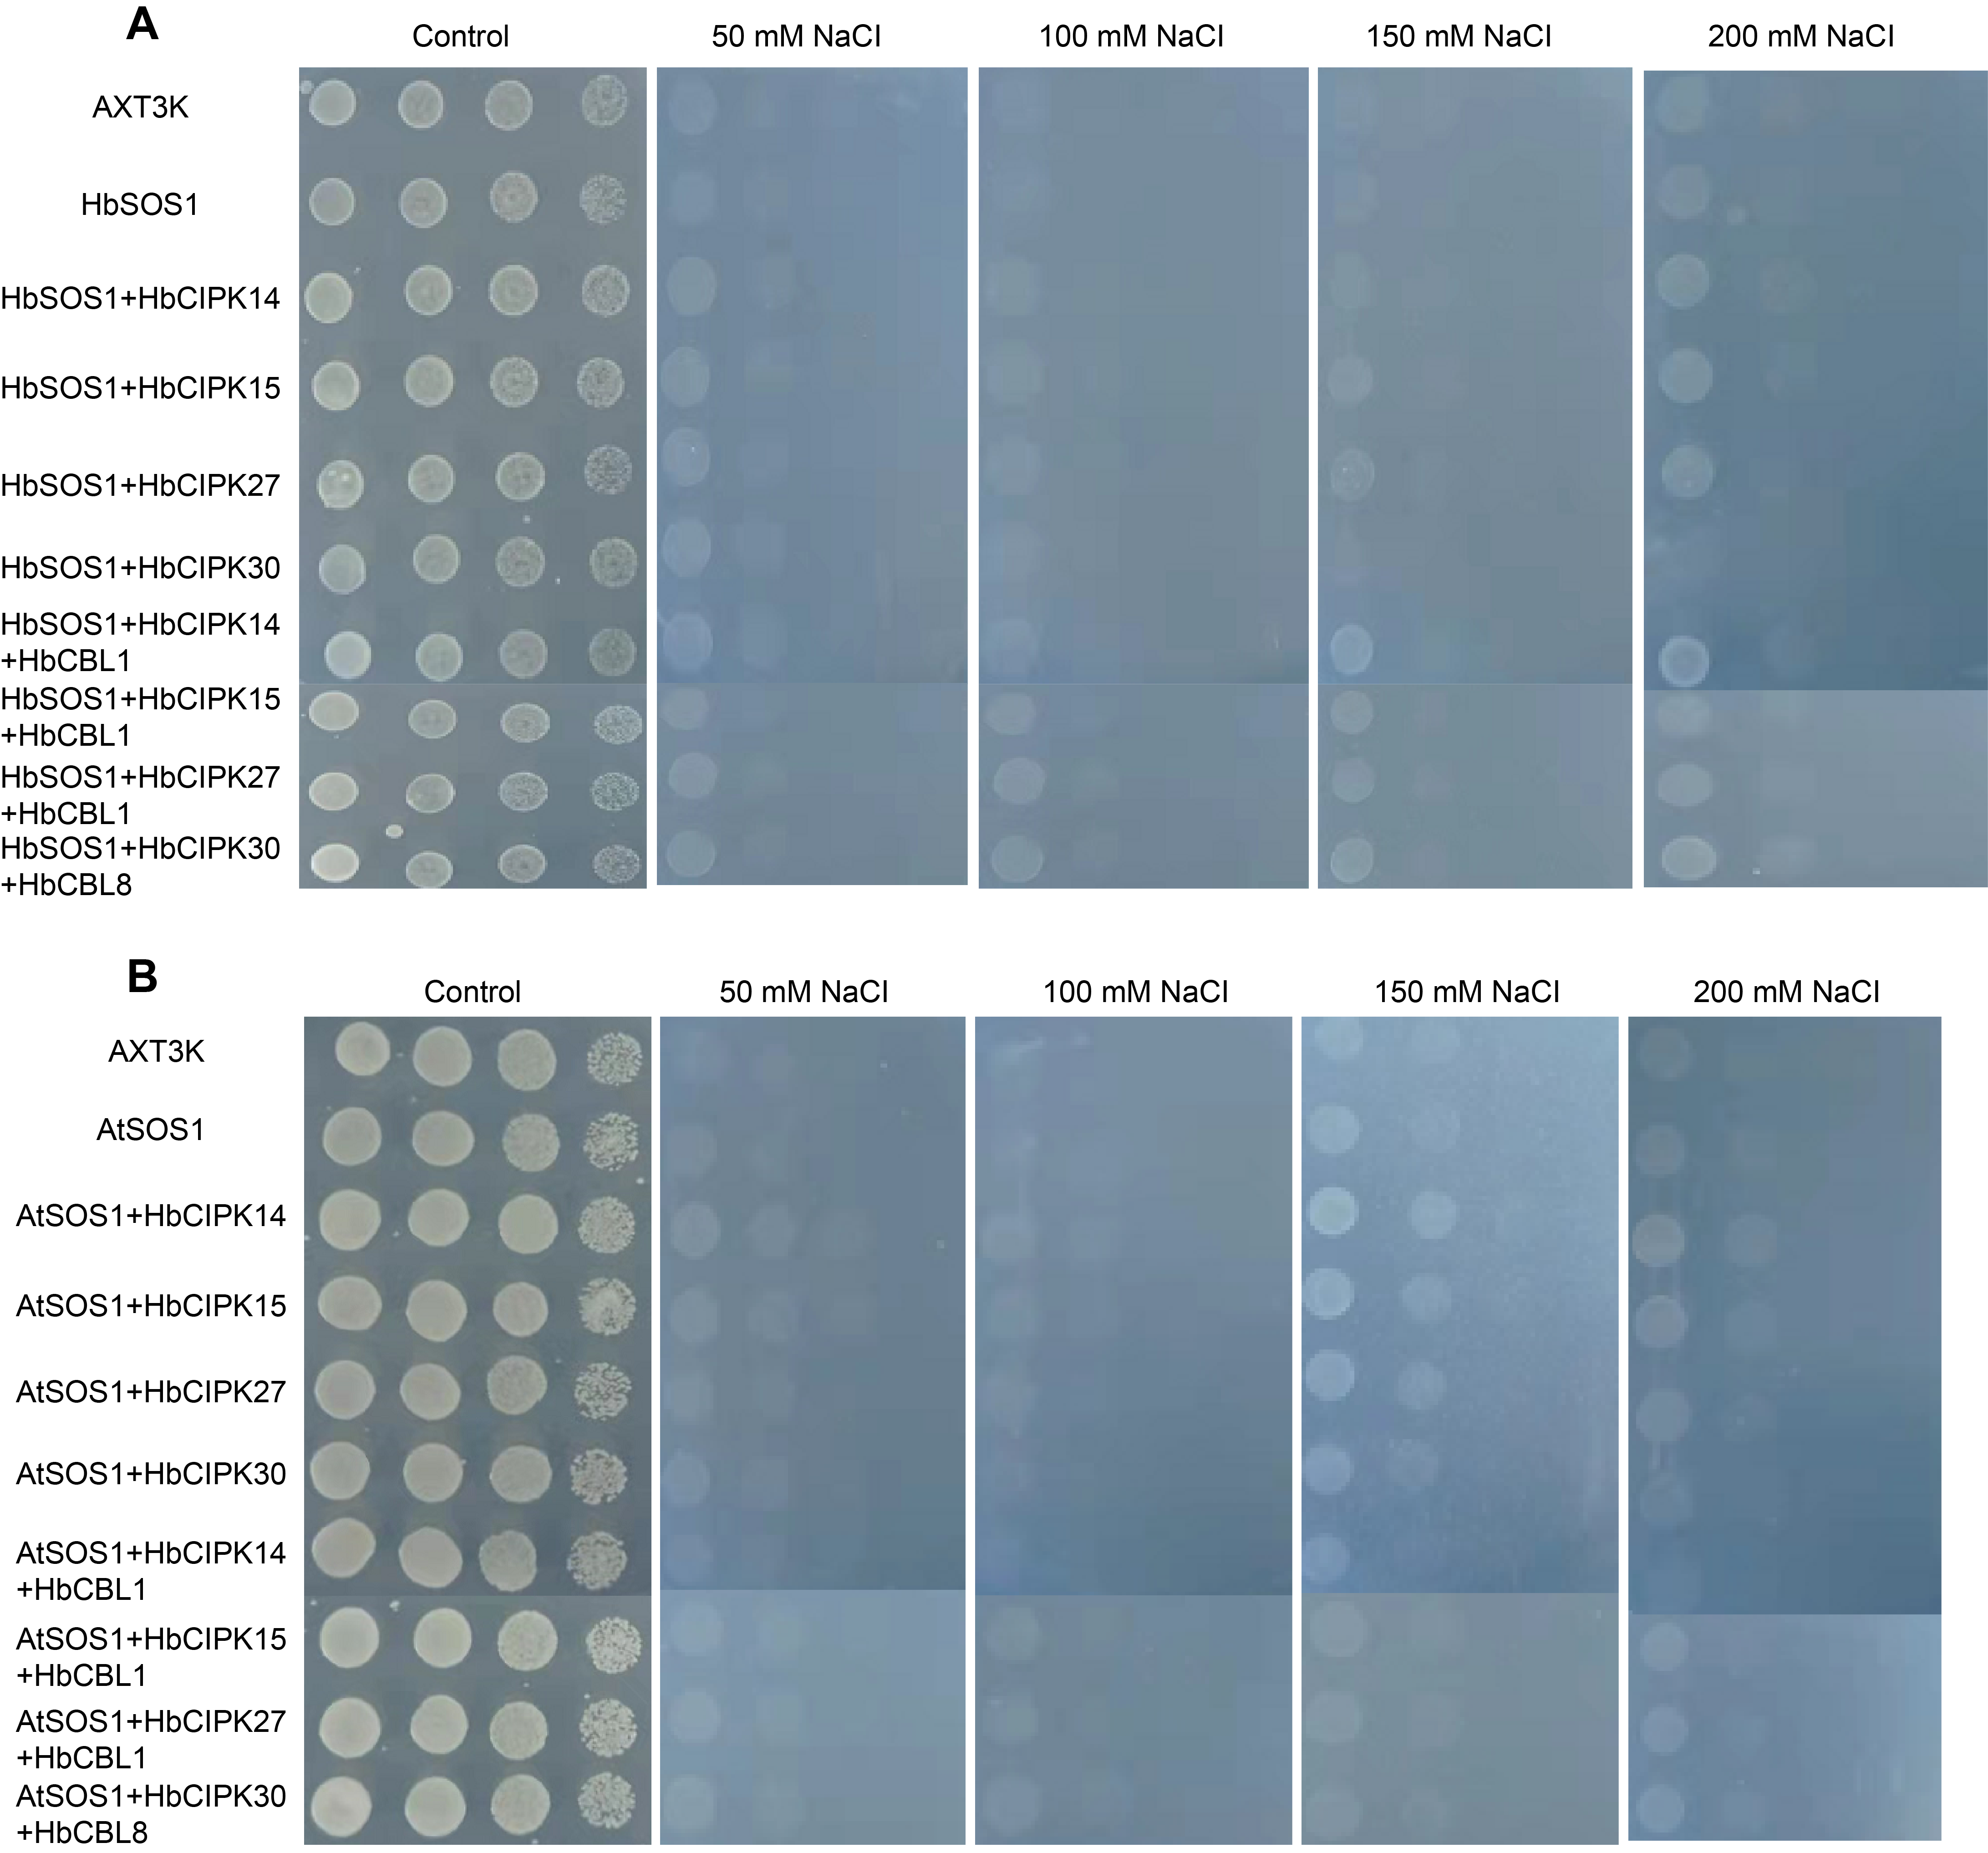 A
Control 50 mM NaCl 100 mM NaCl 150 mM NaCl 200 mM NaCl
AXT3K
HbSOS1
HbSOS1+HbCIPK14
HbSOS1+HbCIPK15
HbSOS1+HbCIPK27
HbSOS1+HbCIPK30
HbSOS1+HbCIPK14
+HbCBL1
HbSOS1+HbCIPK15
+HbCBL1
HbSOS1+HbCIPK27
+HbCBL1
HbSOS1+HbCIPK30
+HbCBL8
B
Control 50 mM NaCl 100 mM NaCl 150 mM NaCl 200 mM NaCl
AXT3K
AtSOS1
AtSOS1+HbCIPK14
AtSOS1+HbCIPK15
AtSOS1+HbCIPK27
AtSOS1+HbCIPK30
AtSOS1+HbCIPK14
+HbCBL1
AtSOS1+HbCIPK15
+HbCBL1
AtSOS1+HbCIPK27
+HbCBL1
AtSOS1+HbCIPK30
+HbCBL8